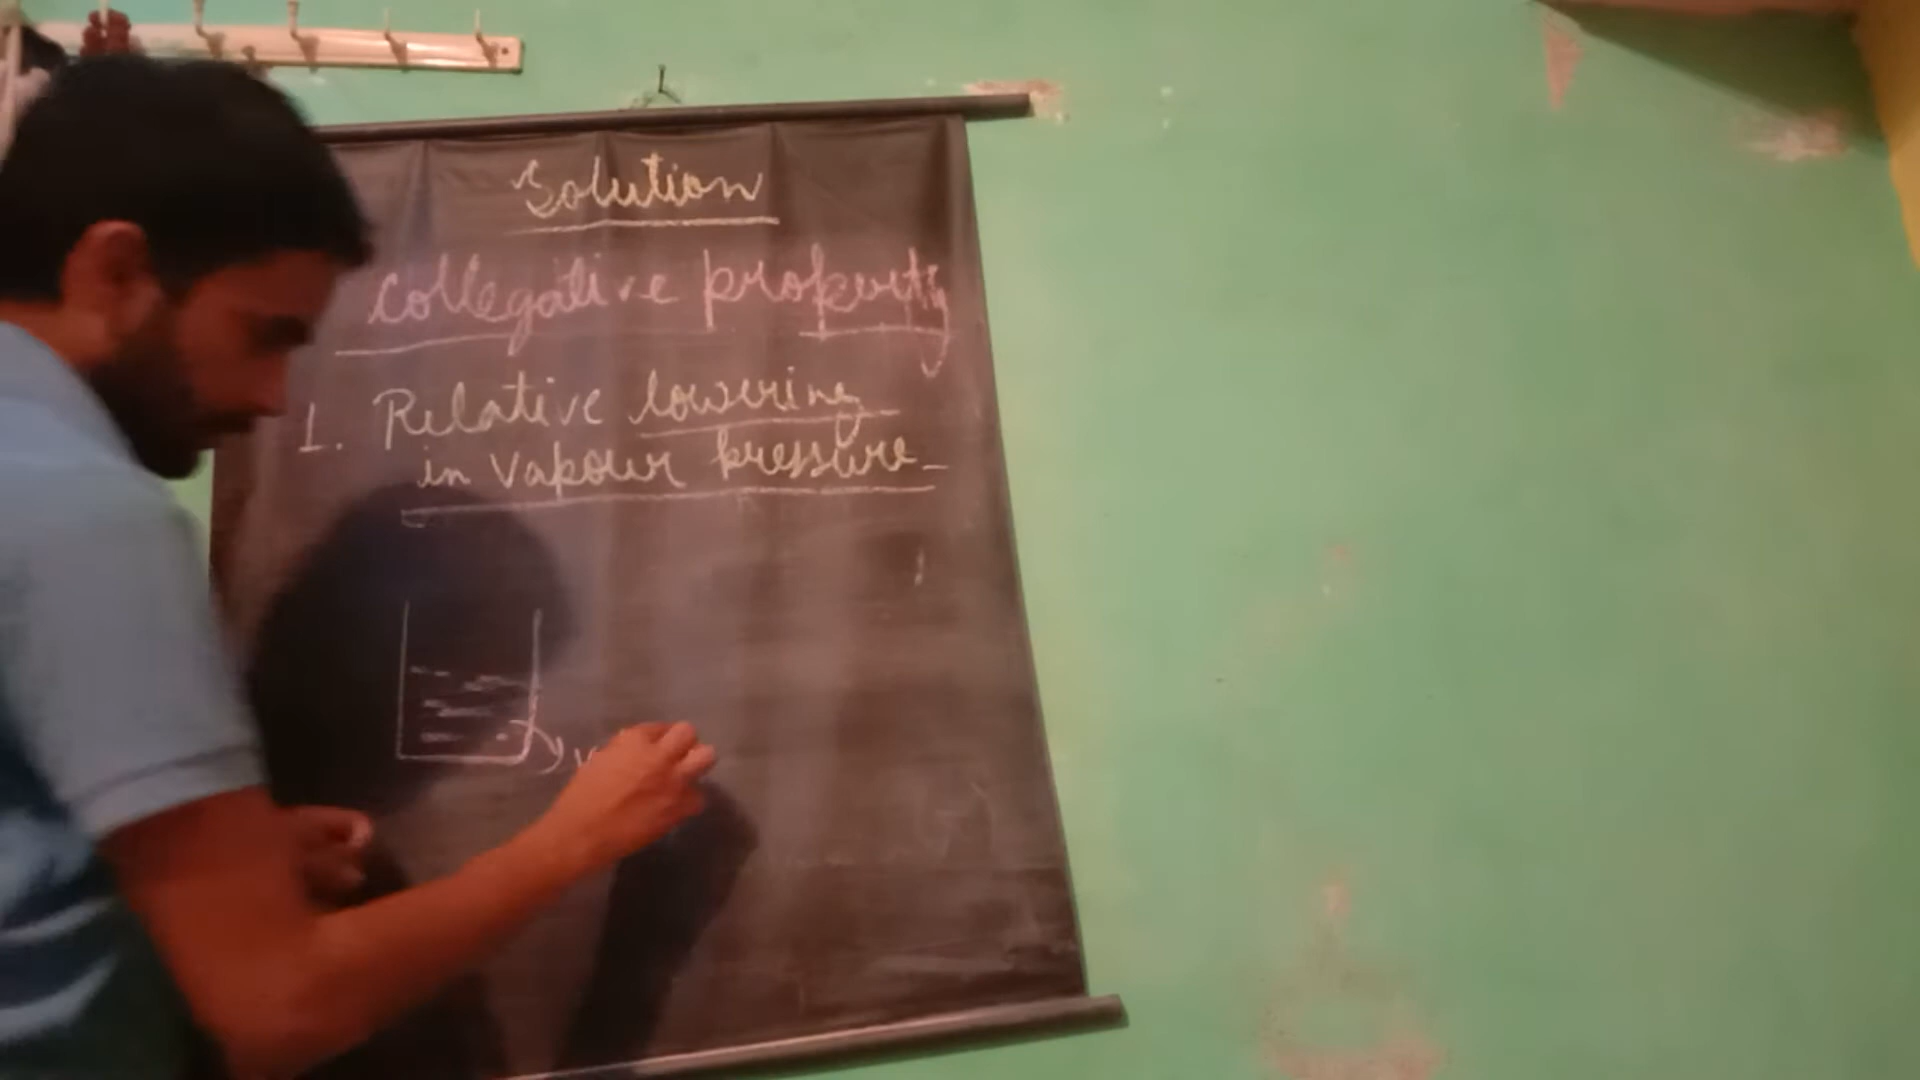 Solution
collegative property
1. Relative lowering
in vapour pressure